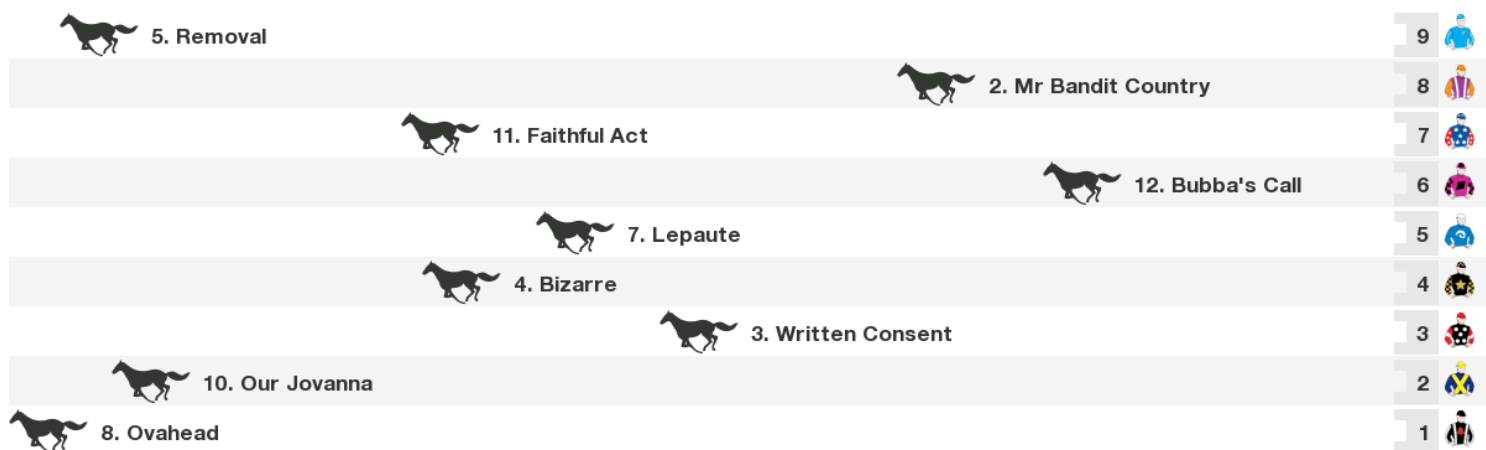 5. Removal 9
2. Mr Bandit Country 8
11. Faithful Act 7
12. Bubba's Call 6
7. Lepaute 5
4. Bizarre 4
3. Written Consent 3
10. Our Jovanna 2
8. Ovahead 1